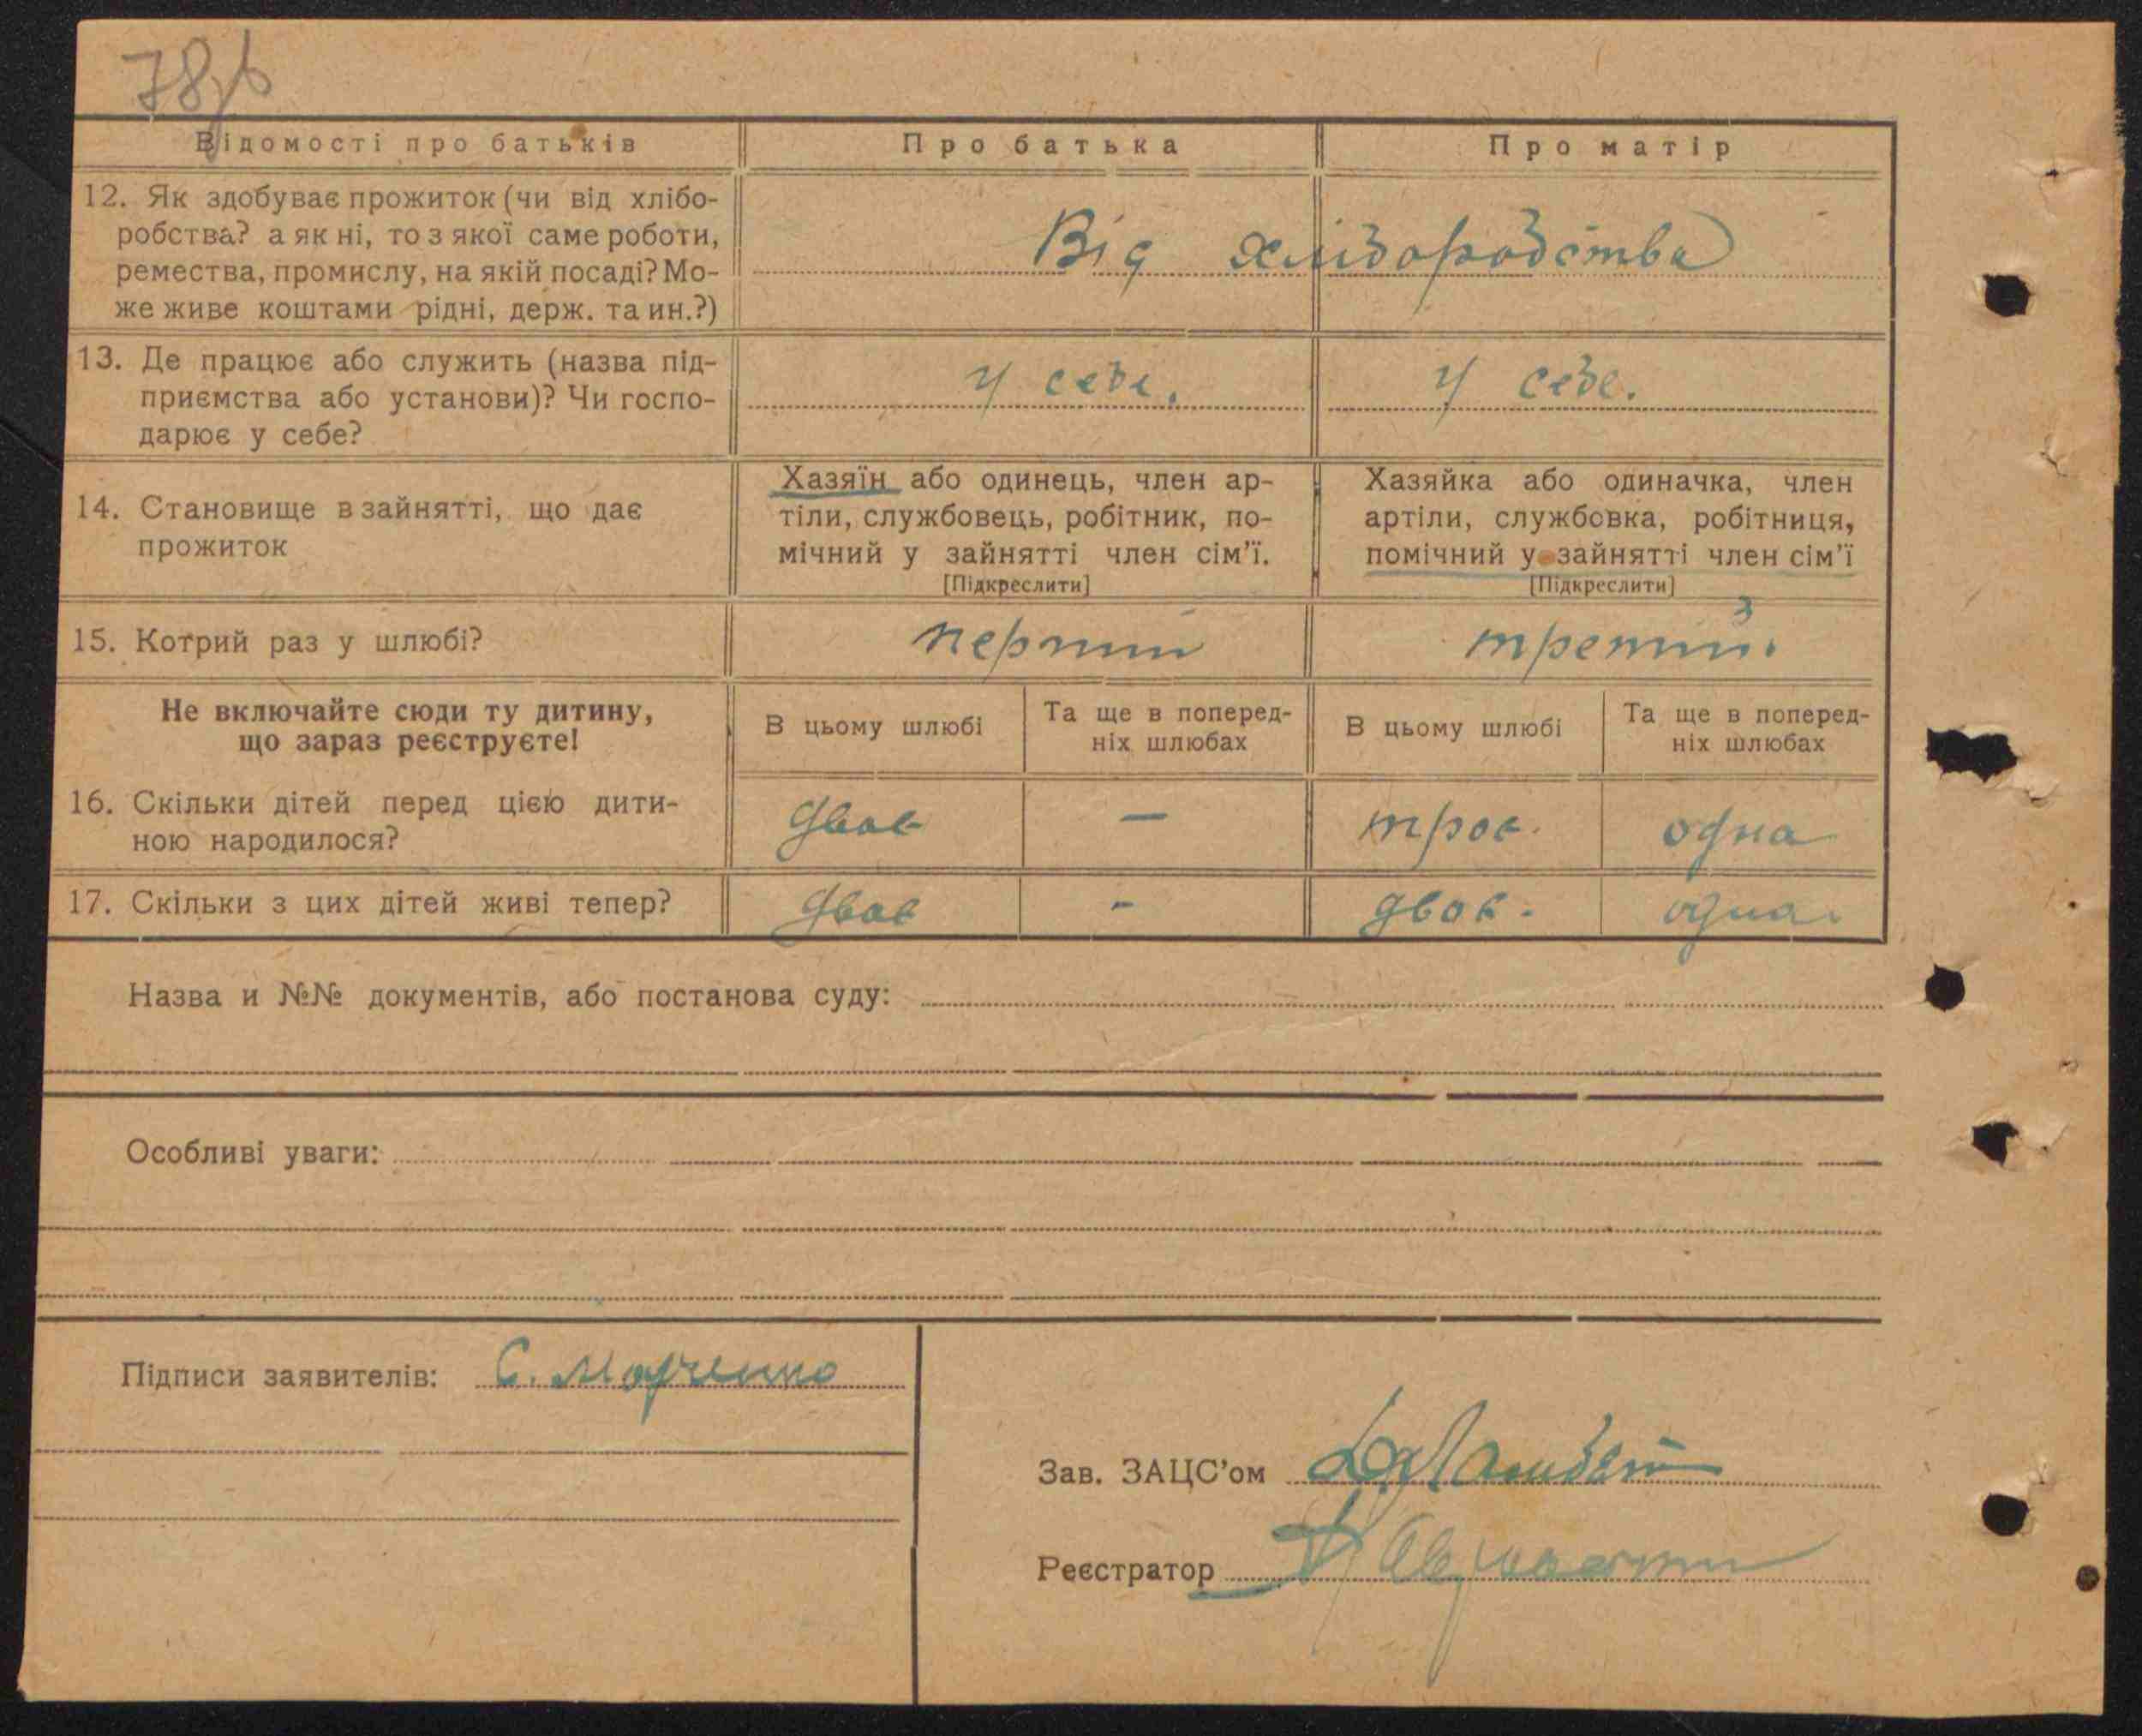 Відомості про батьків
Про батька
Про матір
12. Як здобуває прожиток (чи від хлібо-
робства? а як ні, то з якої саме роботи,
ремества, промислу, на якій посаді? Мо-
же живе коштами рідні, держ. та ин.?)
Від хліборобства
13. Де працює або служить (назва під-
приємства або установи)? Чи госпо-
дарює у себе?
у себе.
у себе.
14. Становище в зайнятті, що дає
прожиток
Хазяїн або одинець, член ар-
тіли, службовець, робітник, по-
мічний у зайнятті член сім'ї.
[Підкреслити]
Хазяйка або одиначка, член
артіли, службовка, робітниця,
помічний у зайнятті член сім'ї
[Підкреслити]
15. Котрий раз у шлюбі?
перший
третий.
Не включайте сюди ту дитину,
що зараз реєструєте!
В цьому шлюбі
Та ще в поперед-
ніх шлюбах
В цьому шлюбі
Та ще в поперед-
ніх шлюбах
16. Скільки дітей перед цією дити-
ною народилося?
двоє
—
троє.
одна
17. Скільки з цих дітей живі тепер?
двоє
-
двоє.
одна.
Назва и №№ документів, або постанова суду:
Особливі уваги:
Підписи заявителів:
С.
Зав. ЗАЦС'ом
Реєстратор